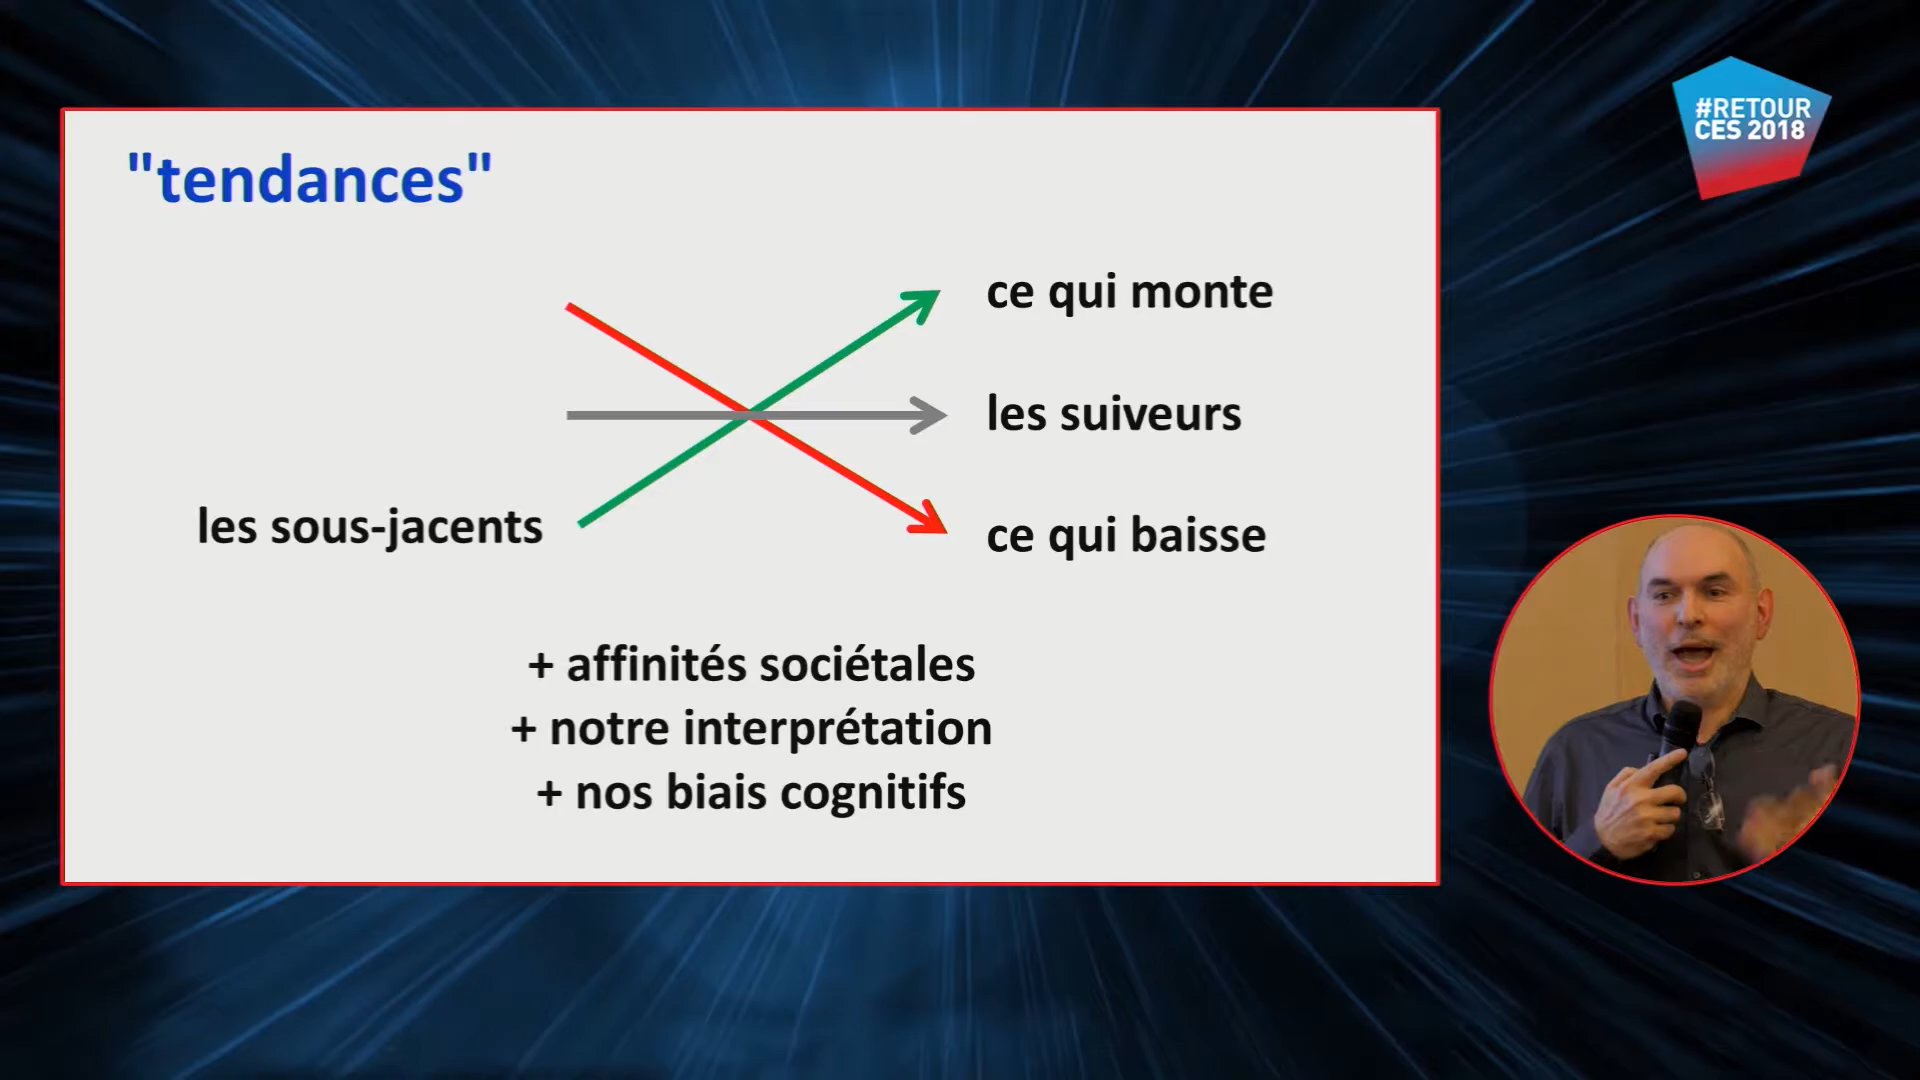 #RETOUR
CES 2018
"tendances"
ce qui monte
les suiveurs
les sous-jacents
ce qui baisse
+ affinités sociétales
+ notre interprétation
+ nos biais cognitifs